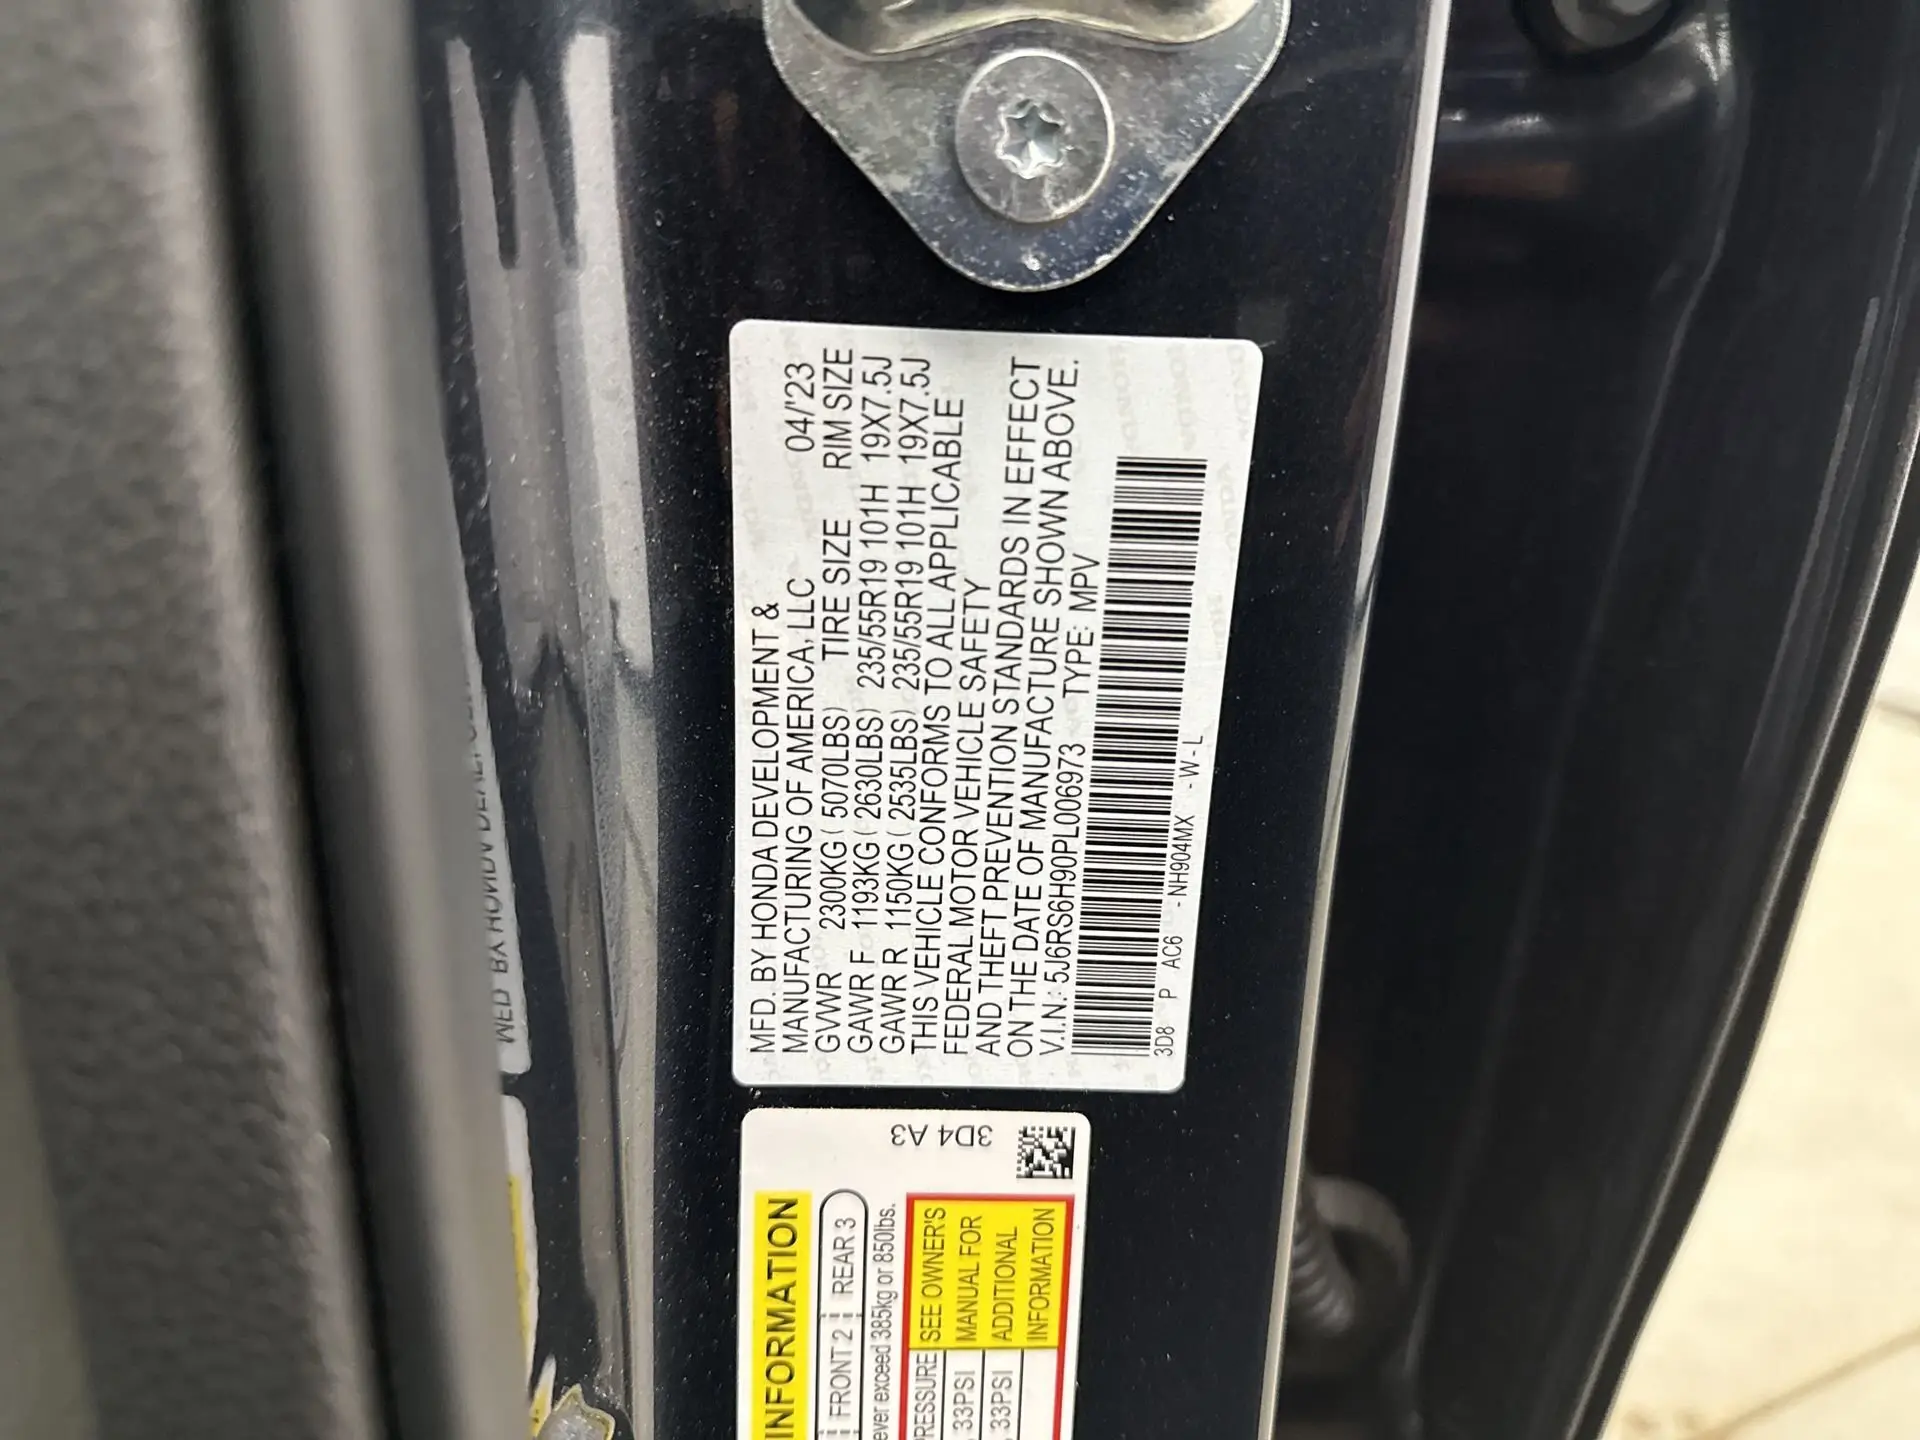 MFD. BY HONDA DEVELOPMENT &
MANUFACTURING OF AMERICA, LLC 04/'23
GVWR 2300KG ( 5070LBS) TIRE SIZE RIM SIZE
GAWR F 1193KG ( 2630LBS) 235/55R19 101H 19X7.5J
GAWR R 1150KG ( 2535LBS) 235/55R19 101H 19X7.5J
THIS VEHICLE CONFORMS TO ALL APPLICABLE
FEDERAL MOTOR VEHICLE SAFETY
AND THEFT PREVENTION STANDARDS IN EFFECT
ON THE DATE OF MANUFACTURE SHOWN ABOVE.
V.I.N.: 5J6RS6H90PL006973 TYPE: MPV
3D8 P AC6 - NH904MX - W - L
3D4 A3
INFORMATION
FRONT 2 REAR 3
exceed 385kg or 850lbs.
SEE OWNER'S
MANUAL FOR
ADDITIONAL
INFORMATION
33PSI
33PSI